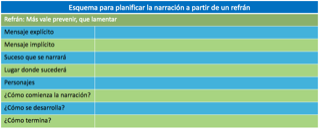 Esquema para planificar la narración a partir de un refrán
Refrán: Más vale prevenir, que lamentar
Mensaje explícito
Mensaje implícito
Suceso que se narrará
Lugar donde sucederá
Personajes
¿Cómo comienza la narración?
¿Cómo se desarrolla?
¿Cómo termina?